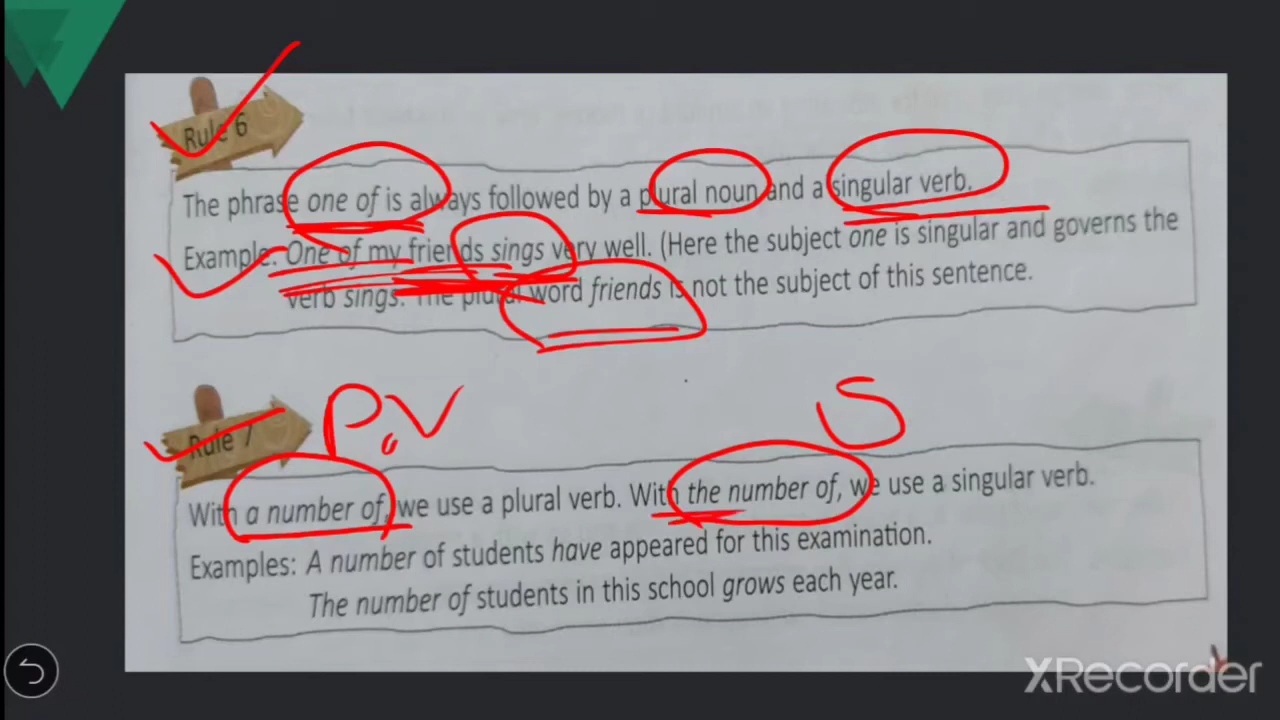 Rule 6
The phrase one of is always followed by a plural noun and a singular verb.
Example: One of my friends sings very well. (Here the subject one is singular and governs the
verb sings. The plural word friends is not the subject of this sentence.
Rule 7
P.V
S
With a number of, we use a plural verb. With the number of, we use a singular verb.
Examples: A number of students have appeared for this examination.
The number of students in this school grows each year.
XRecorder